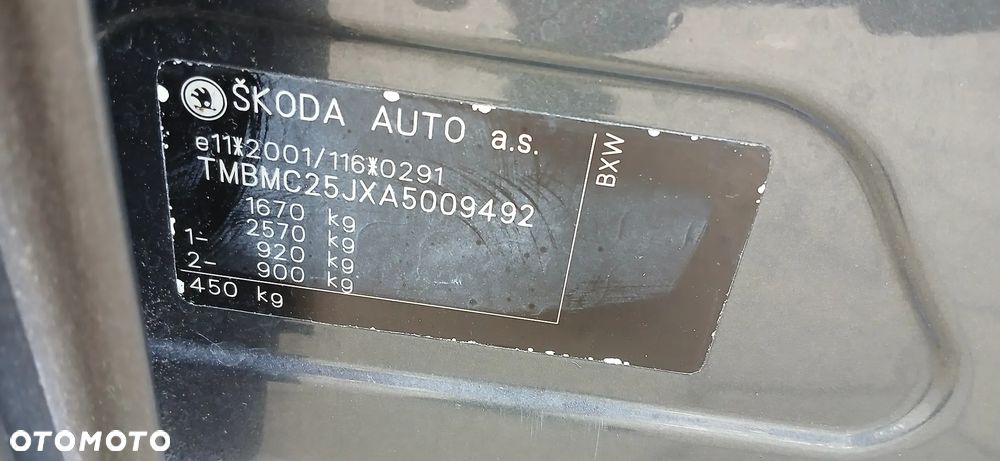 ŠKODA AUTO a.s.
e11*2001/116*0291
TMBMC25JXA5009492
1670 kg
2570 kg
1- 920 kg
2- 900 kg
450 kg
BXW
OTOMOTO